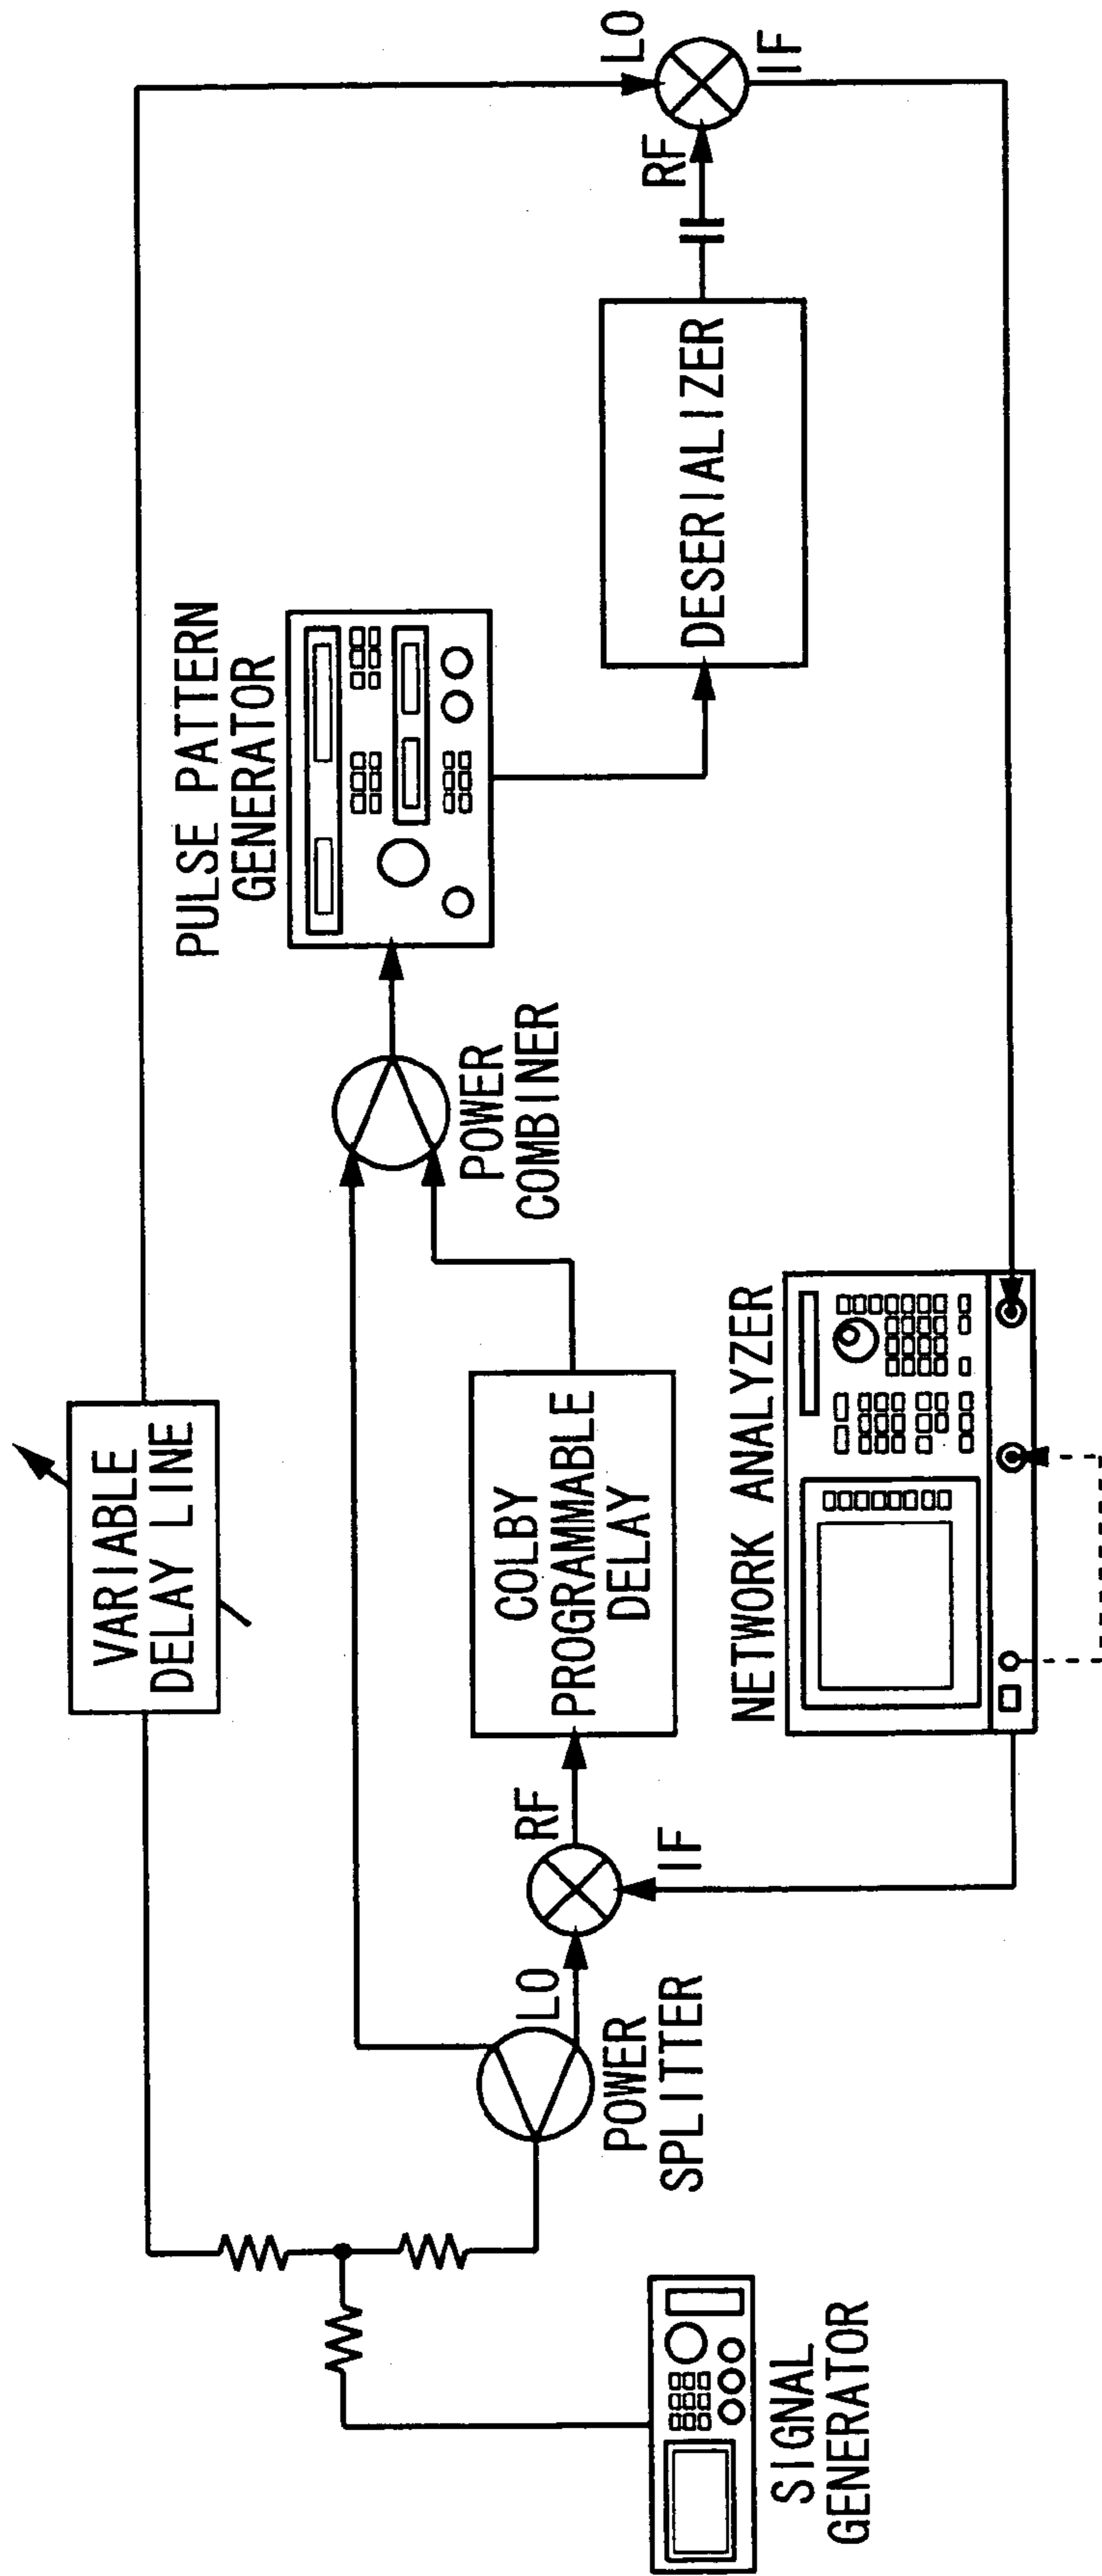 SIGNAL
GENERATOR
VARIABLE
DELAY LINE
POWER
SPLITTER
LO
RF
IF
COLBY
PROGRAMMABLE
DELAY
NETWORK ANALYZER
POWER
COMBINER
PULSE PATTERN
GENERATOR
DESERIALIZER
RF
LO
IF